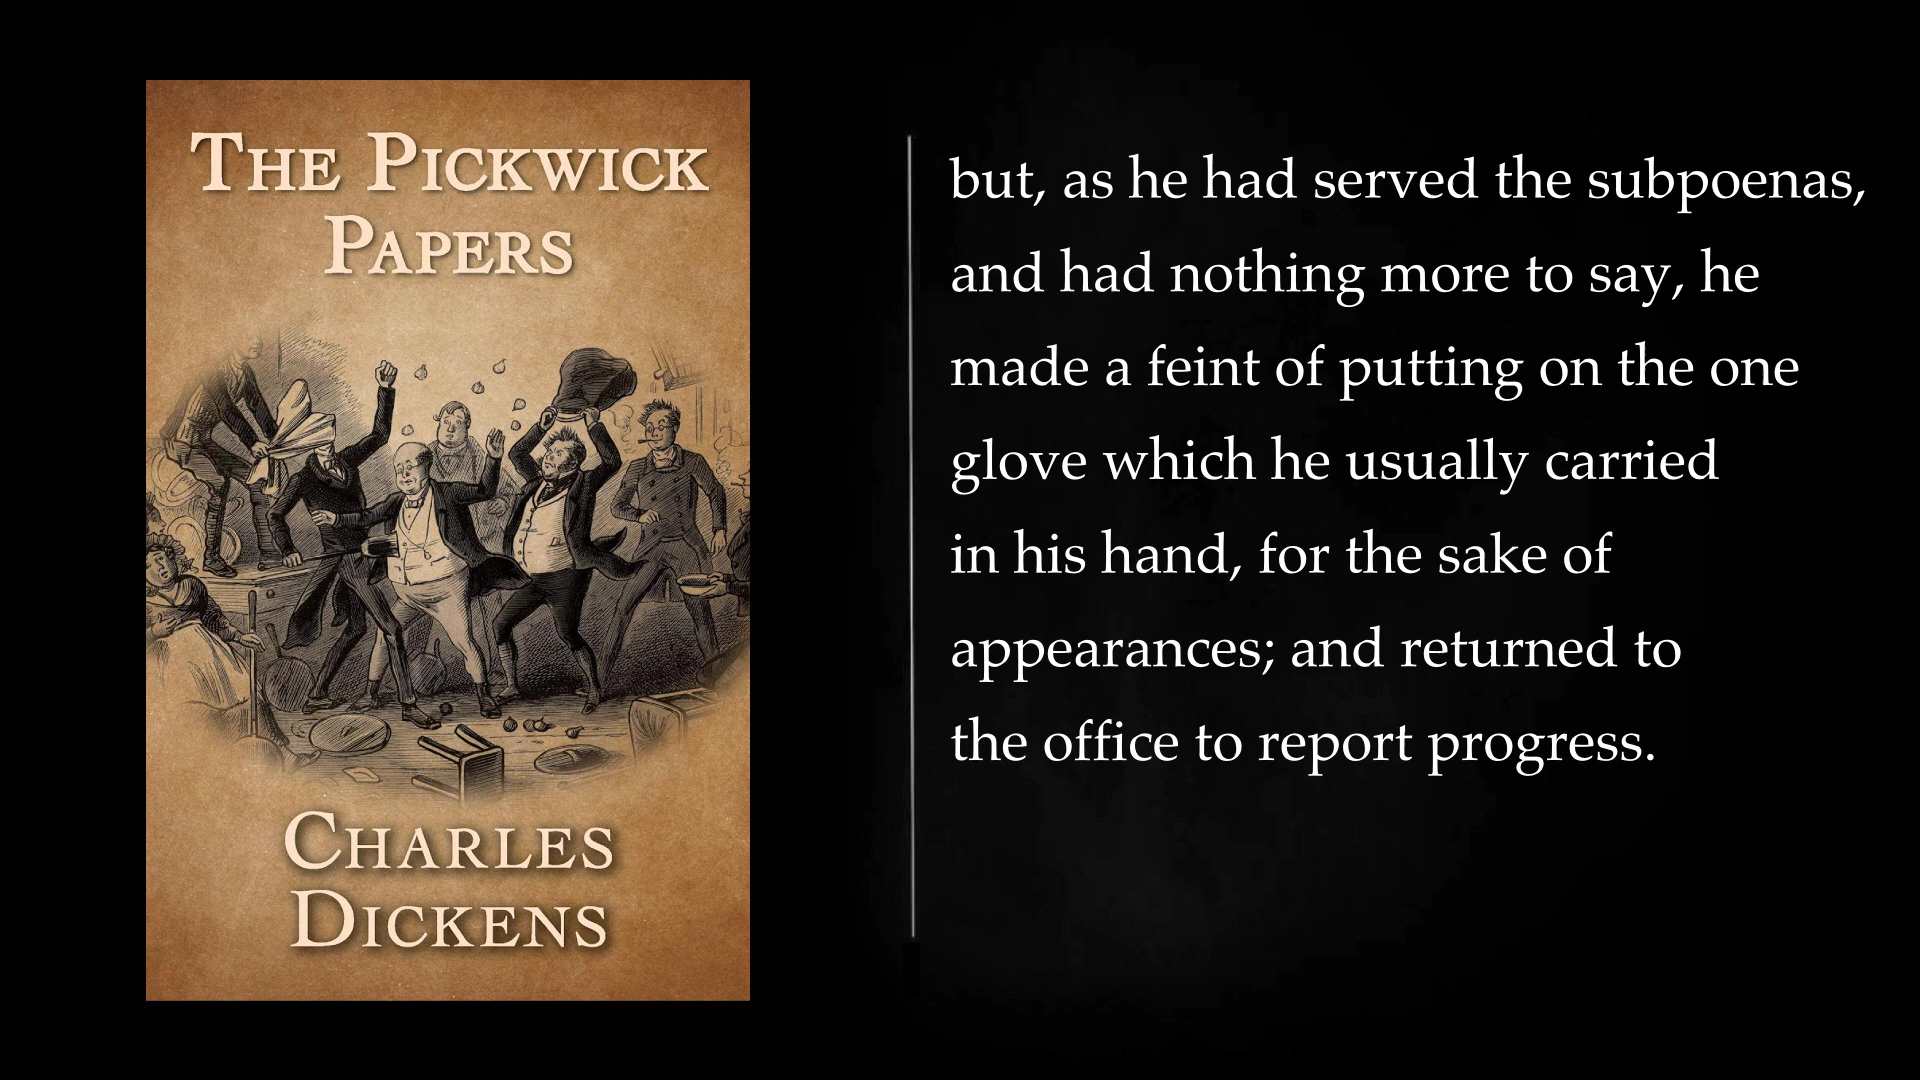 The Pickwick
Papers
Charles
Dickens
but, as he had served the subpoenas,
and had nothing more to say, he
made a feint of putting on the one
glove which he usually carried
in his hand, for the sake of
appearances; and returned to
the office to report progress.